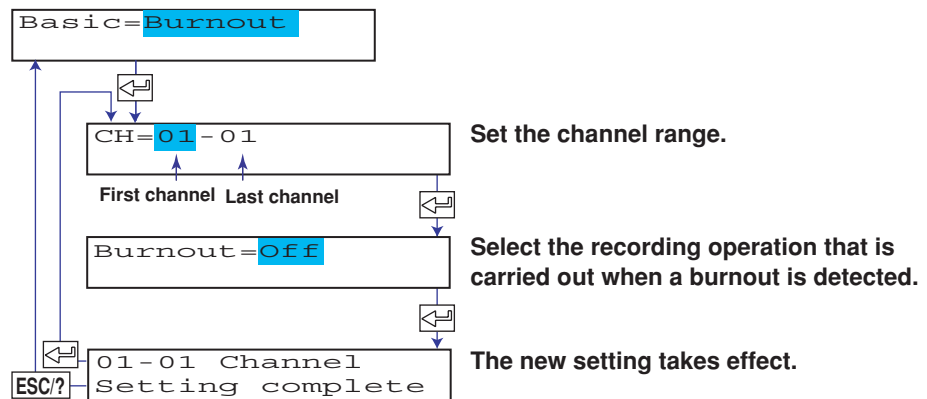 Basic=Burnout
CH=01-01
Set the channel range.
First channel Last channel
Burnout=Off
Select the recording operation that is
carried out when a burnout is detected.
01-01 Channel
Setting complete
The new setting takes effect.
ESC/?